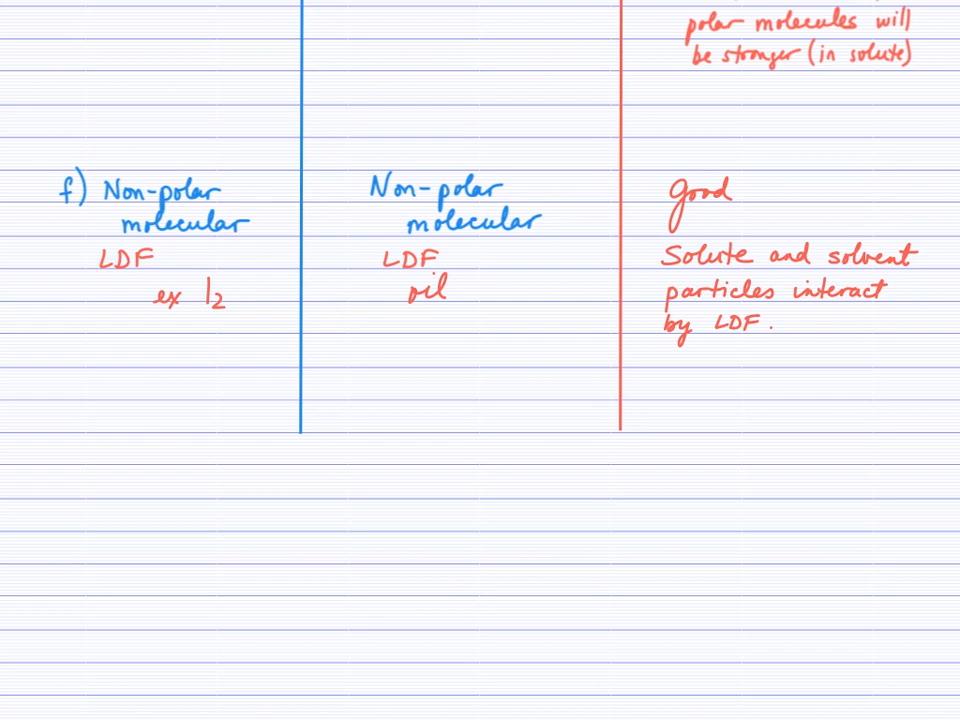 polar molecules will
be stronger (in solute)
f) Non-polar
molecular
LDF
ex I2
Non-polar
molecular
LDF
oil
Good
Solute and solvent
particles interact
by LDF.